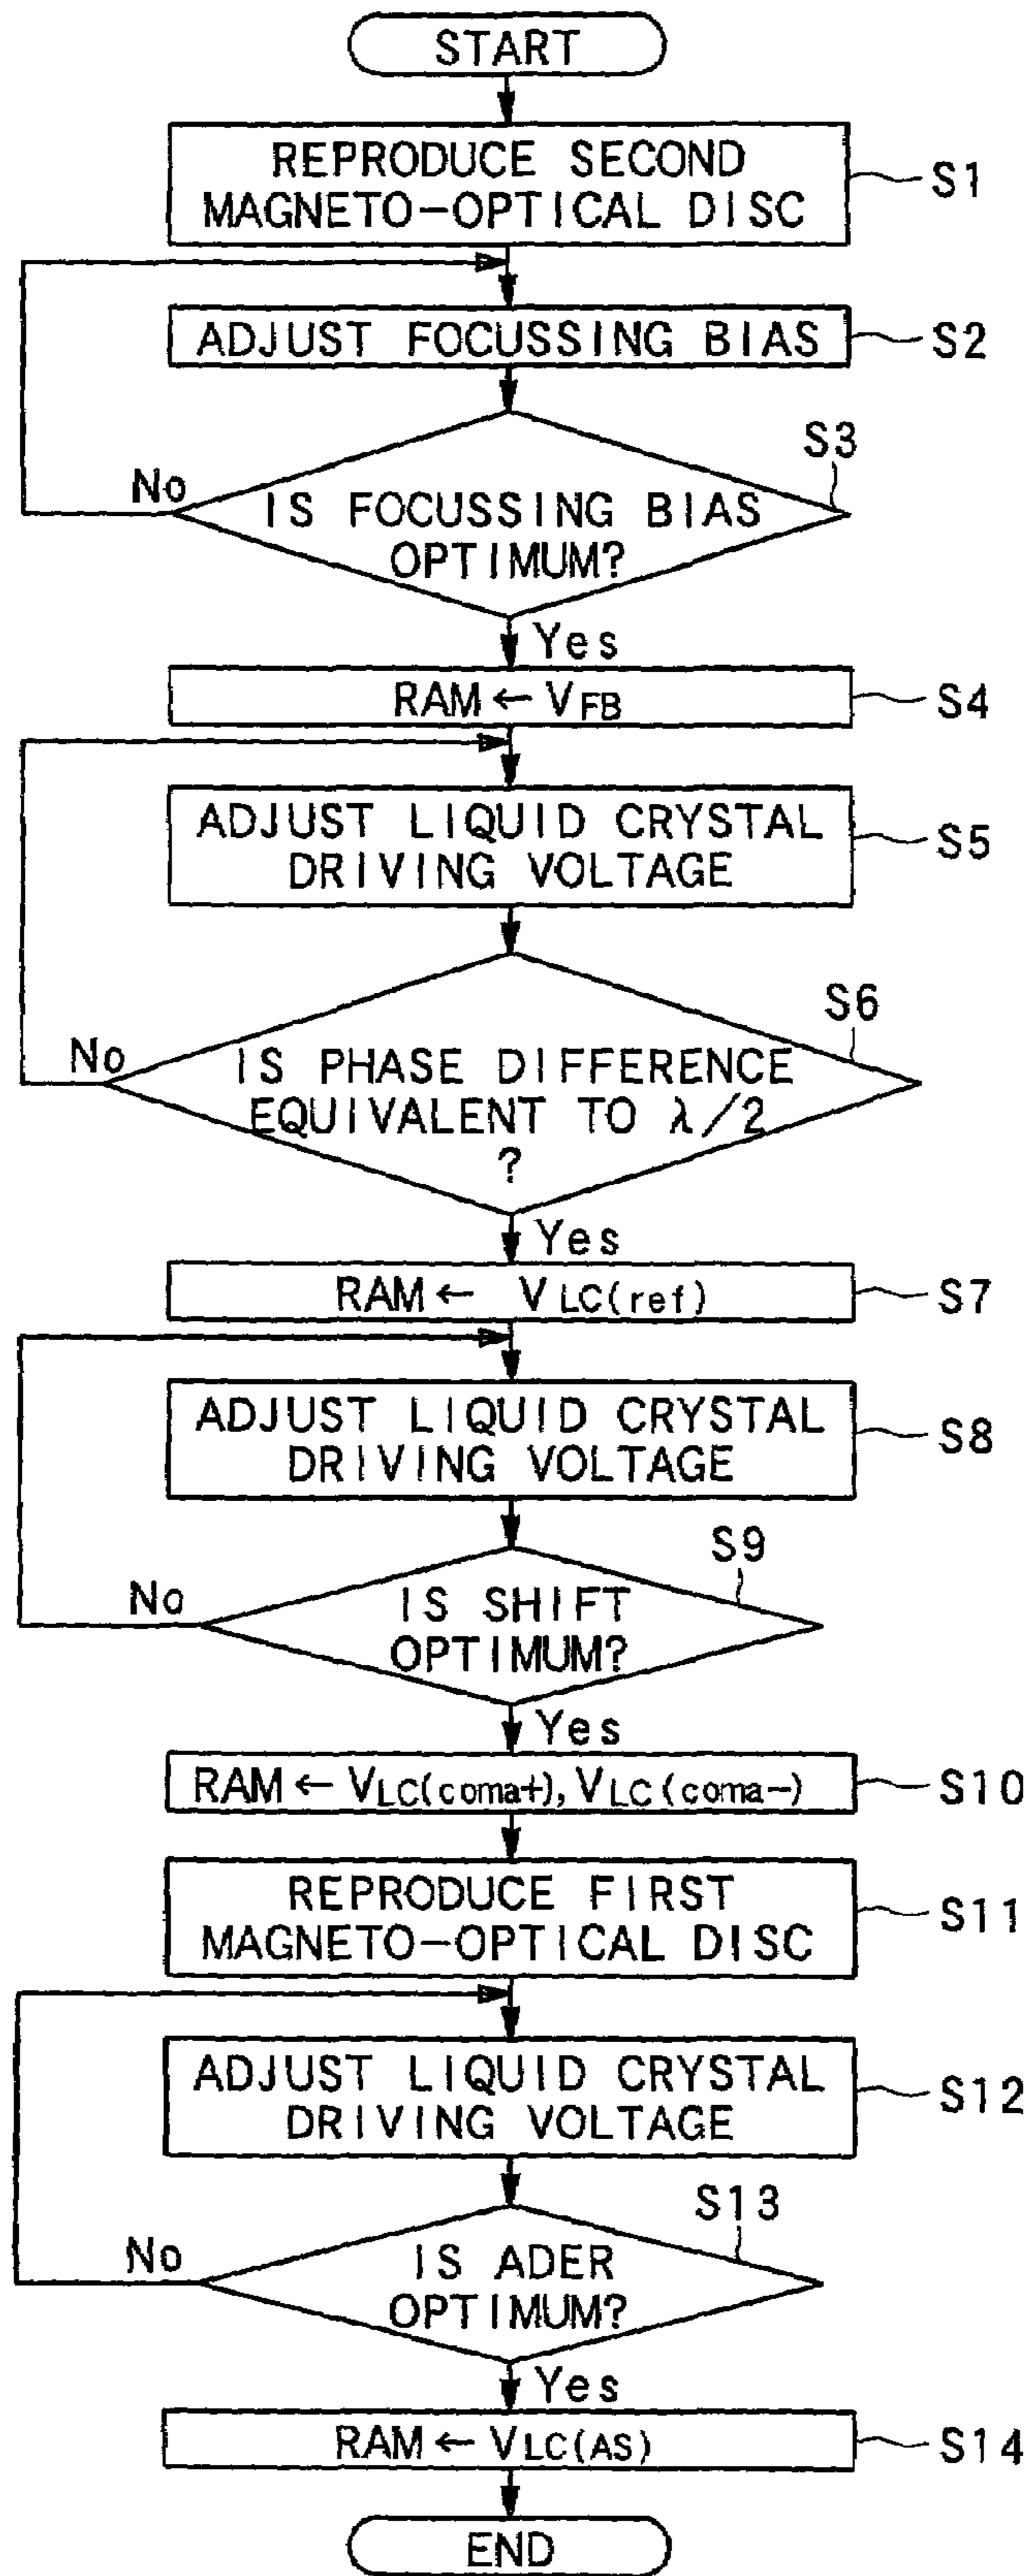 START
REPRODUCE SECOND
MAGNETO-OPTICAL DISC
S1
ADJUST FOCUSSING BIAS
S2
S3
No
IS FOCUSSING BIAS
OPTIMUM?
Yes
RAM ← VFB
S4
ADJUST LIQUID CRYSTAL
DRIVING VOLTAGE
S5
S6
No
IS PHASE DIFFERENCE
EQUIVALENT TO λ/2
?
Yes
RAM ← VLC(ref)
S7
ADJUST LIQUID CRYSTAL
DRIVING VOLTAGE
S8
S9
No
IS SHIFT
OPTIMUM?
Yes
RAM ← VLC(coma+), VLC(coma-)
S10
REPRODUCE FIRST
MAGNETO-OPTICAL DISC
S11
ADJUST LIQUID CRYSTAL
DRIVING VOLTAGE
S12
S13
No
IS ADER
OPTIMUM?
Yes
RAM ← VLC(AS)
S14
END